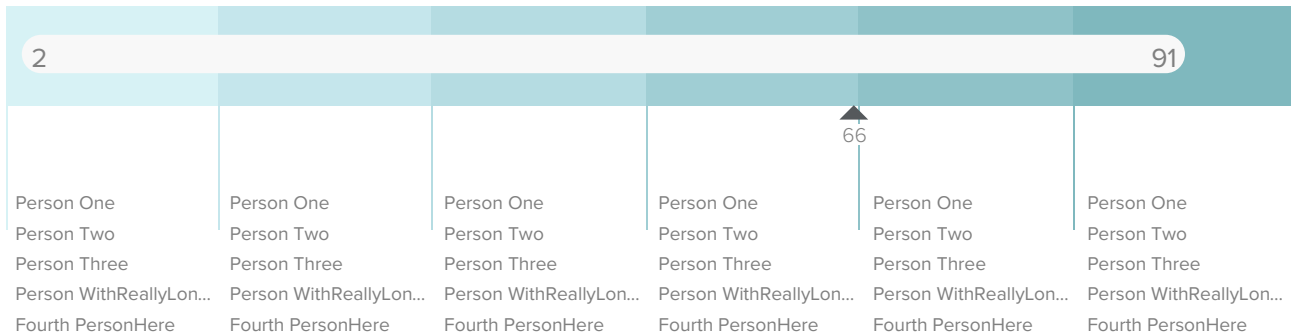 2 91
66
Person One Person One Person One Person One Person One Person One
Person Two Person Two Person Two Person Two Person Two Person Two
Person Three Person Three Person Three Person Three Person Three Person Three
Person WithReallyLon... Person WithReallyLon... Person WithReallyLon... Person WithReallyLon... Person WithReallyLon... Person WithReallyLon...
Fourth PersonHere Fourth PersonHere Fourth PersonHere Fourth PersonHere Fourth PersonHere Fourth PersonHere